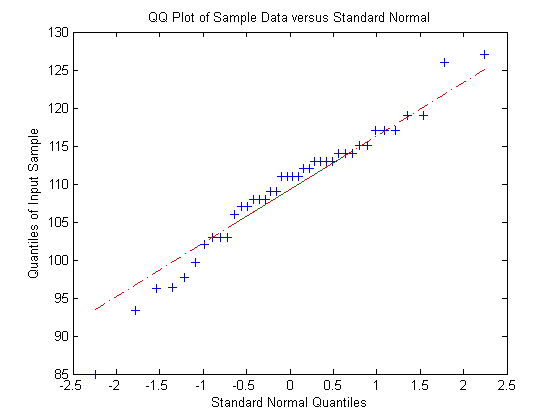 QQ Plot of Sample Data versus Standard Normal
130
125
120
115
110
105
100
95
90
85
Quantiles of Input Sample
-2.5 -2 -1.5 -1 -0.5 0 0.5 1 1.5 2 2.5
Standard Normal Quantiles